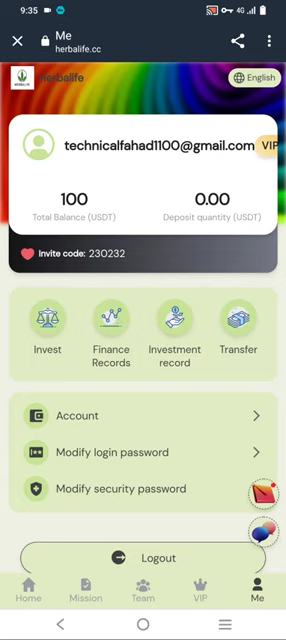 9:35
4G
Me
herbalife.cc
HERBALIFE
herbalife
English
technicalfahad1100@gmail.com
VIP
100
0.00
Total Balance (USDT)
Deposit quantity (USDT)
Invite code: 230232
Invest
Finance Records
Investment record
Transfer
Account
Modify login password
Modify security password
Logout
Home
Mission
Team
VIP
Me